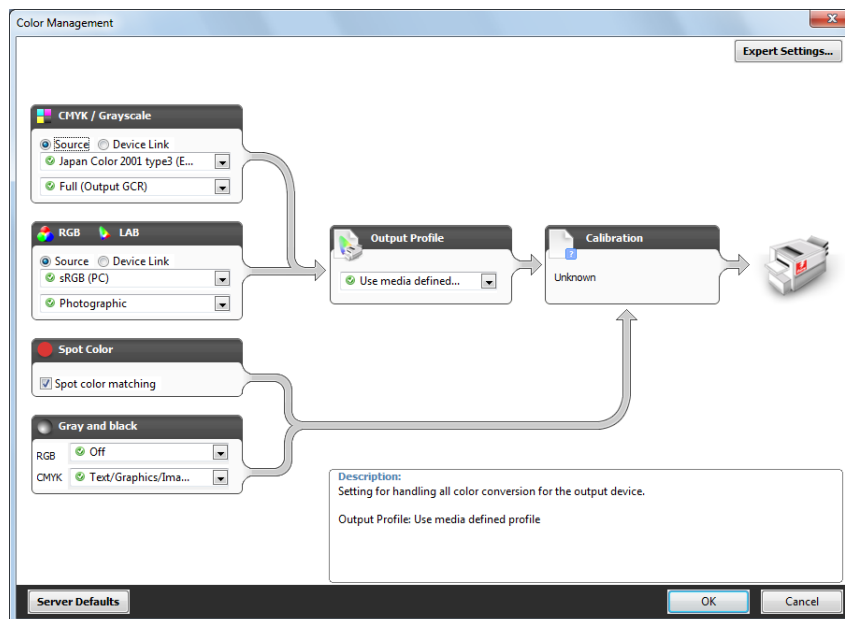 Color Management
Expert Settings...
CMYK / Grayscale
Source Device Link
Japan Color 2001 type3 (E...
Full (Output GCR)
RGB LAB
Source Device Link
sRGB (PC)
Photographic
Output Profile
Use media defined...
Calibration
?
Unknown
Spot Color
Spot color matching
Gray and black
RGB Off
CMYK Text/Graphics/Ima...
Description:
Setting for handling all color conversion for the output device.
Output Profile: Use media defined profile
Server Defaults
OK
Cancel